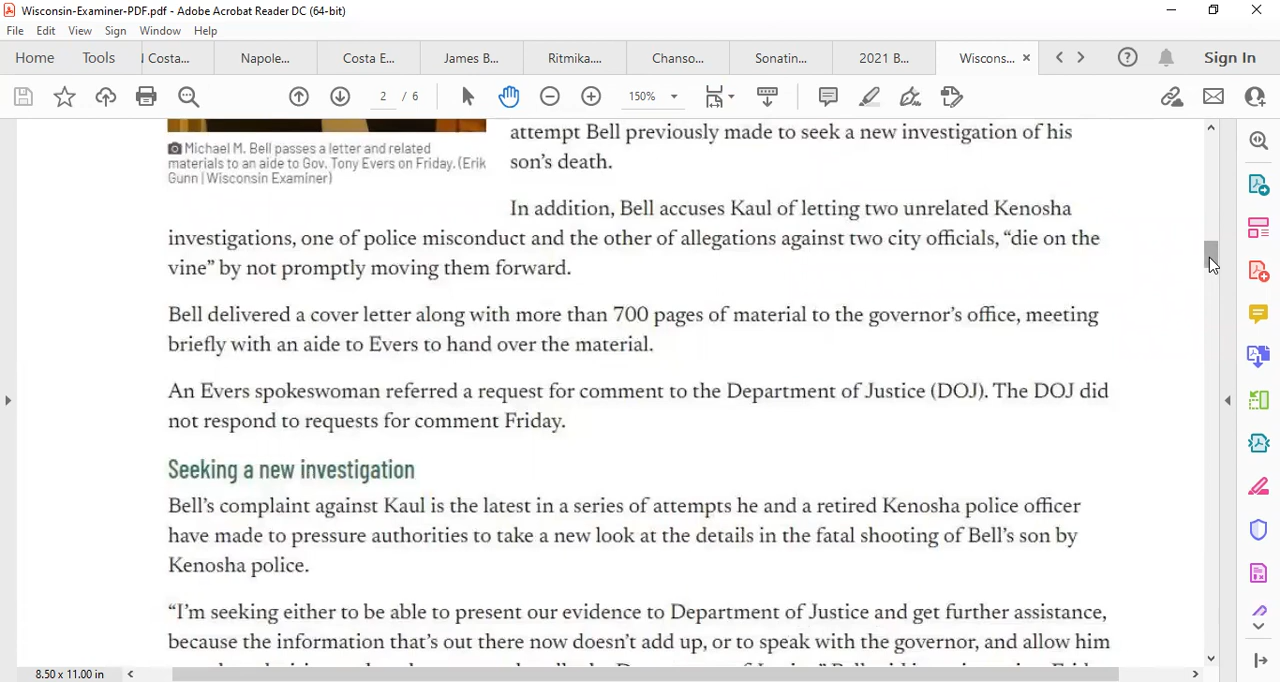 Wisconsin-Examiner-PDF.pdf - Adobe Acrobat Reader DC (64-bit)
File Edit View Sign Window Help
Home Tools Costa... Napole... Costa E... James B... Ritmika.... Chanso... Sonatin... 2021 B... Wiscons... × Sign In
2 / 6 150%
attempt Bell previously made to seek a new investigation of his
son's death.
Michael M. Bell passes a letter and related
materials to an aide to Gov. Tony Evers on Friday. (Erik
Gunn | Wisconsin Examiner)
In addition, Bell accuses Kaul of letting two unrelated Kenosha
investigations, one of police misconduct and the other of allegations against two city officials, “die on the
vine” by not promptly moving them forward.
Bell delivered a cover letter along with more than 700 pages of material to the governor's office, meeting
briefly with an aide to Evers to hand over the material.
An Evers spokeswoman referred a request for comment to the Department of Justice (DOJ). The DOJ did
not respond to requests for comment Friday.
Seeking a new investigation
Bell's complaint against Kaul is the latest in a series of attempts he and a retired Kenosha police officer
have made to pressure authorities to take a new look at the details in the fatal shooting of Bell's son by
Kenosha police.
“I'm seeking either to be able to present our evidence to Department of Justice and get further assistance,
because the information that's out there now doesn't add up, or to speak with the governor, and allow him
8.50 x 11.00 in